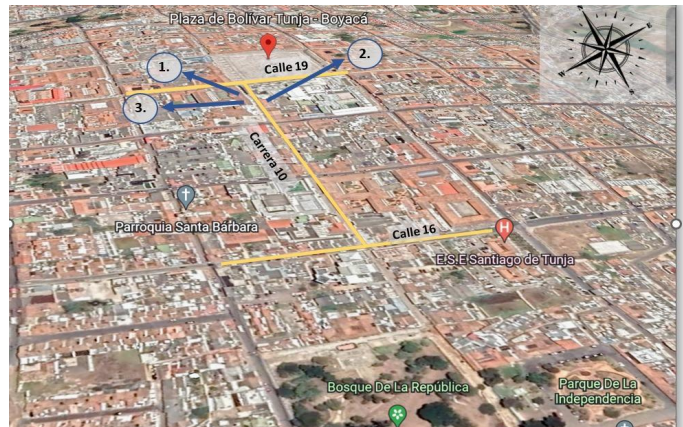 Plaza de Bolívar Tunja - Boyacá
1.
2.
Calle 19
3.
Carrera 10
Parroquia Santa Bárbara
Calle 16
H
E.S.E Santiago de Tunja
Bosque De La República
Parque De La
Independencia